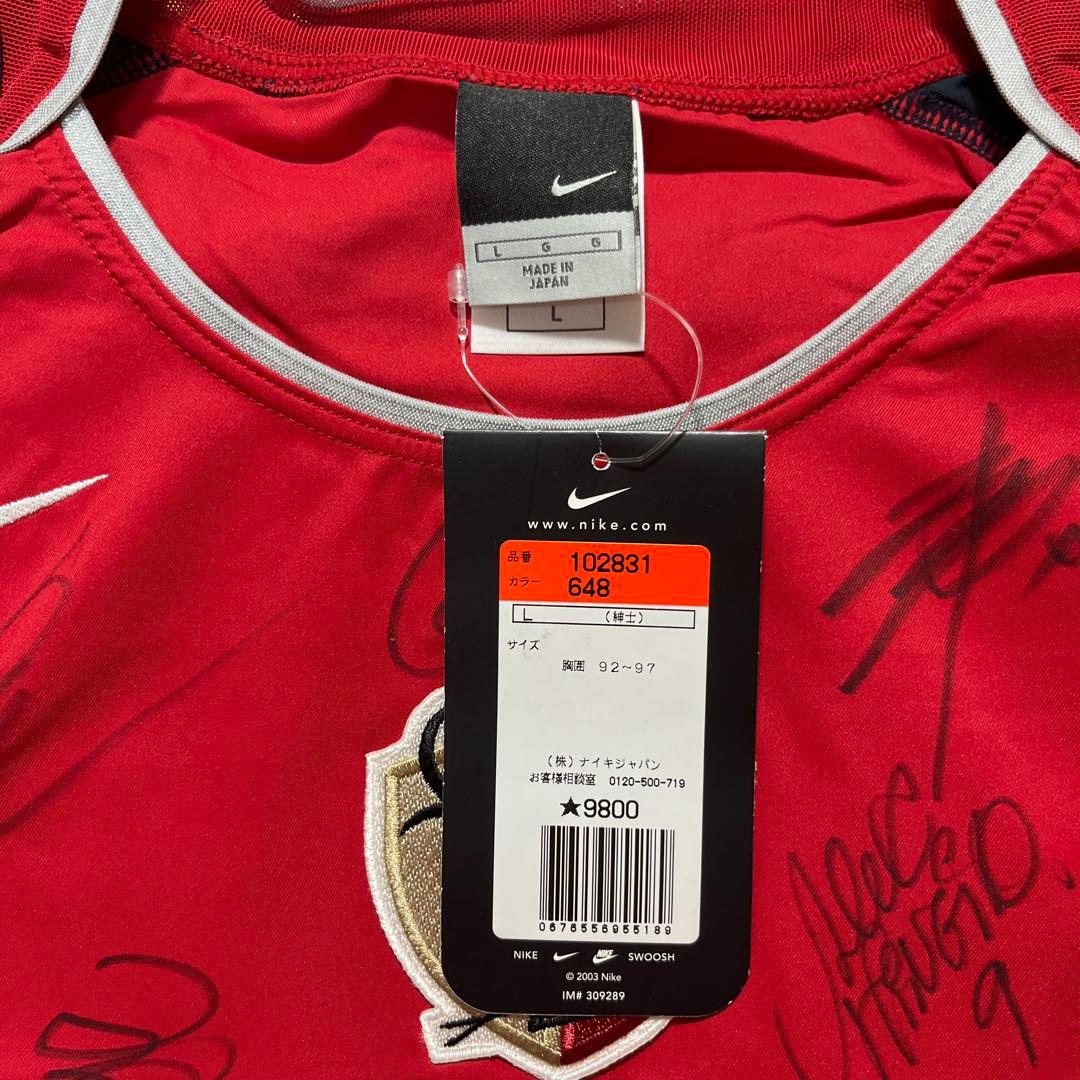 L G G
MADE IN
JAPAN
L
www.nike.com
品番 102831
カラー 648
L (紳士)
サイズ
胸囲 92~97
(株)ナイキジャパン
お客様相談室 0120-500-719
★9800
0676556955189
NIKE NIKE SWOOSH
© 2003 Nike
IM# 309289
9